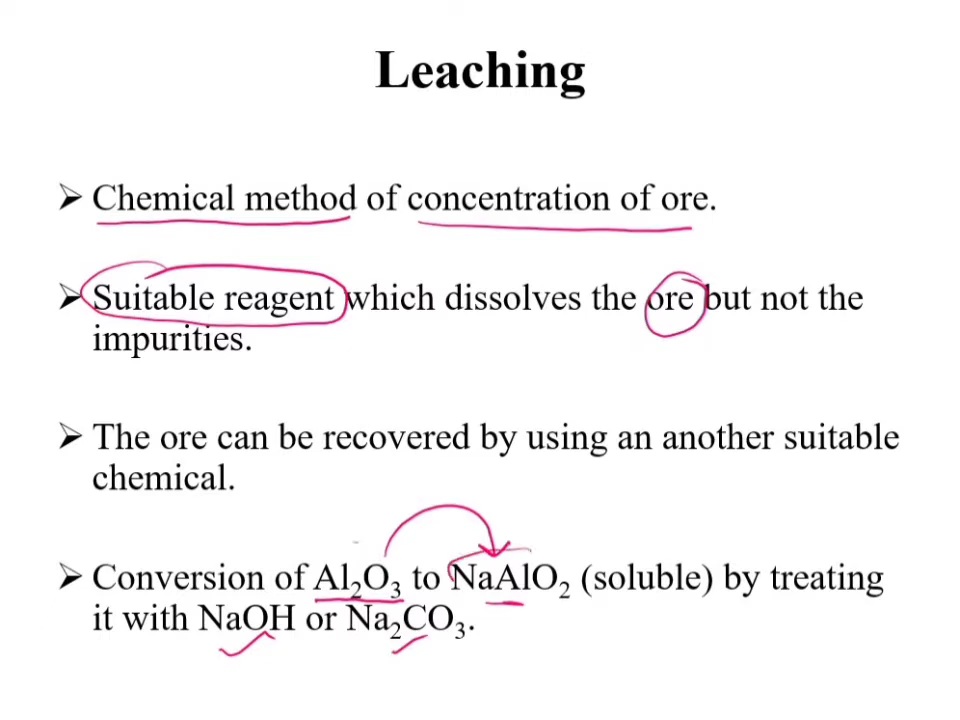 Leaching
➢ Chemical method of concentration of ore.
➢ Suitable reagent which dissolves the ore but not the
impurities.
➢ The ore can be recovered by using an another suitable
chemical.
➢ Conversion of Al₂O₃ to NaAlO₂ (soluble) by treating
it with NaOH or Na₂CO₃.